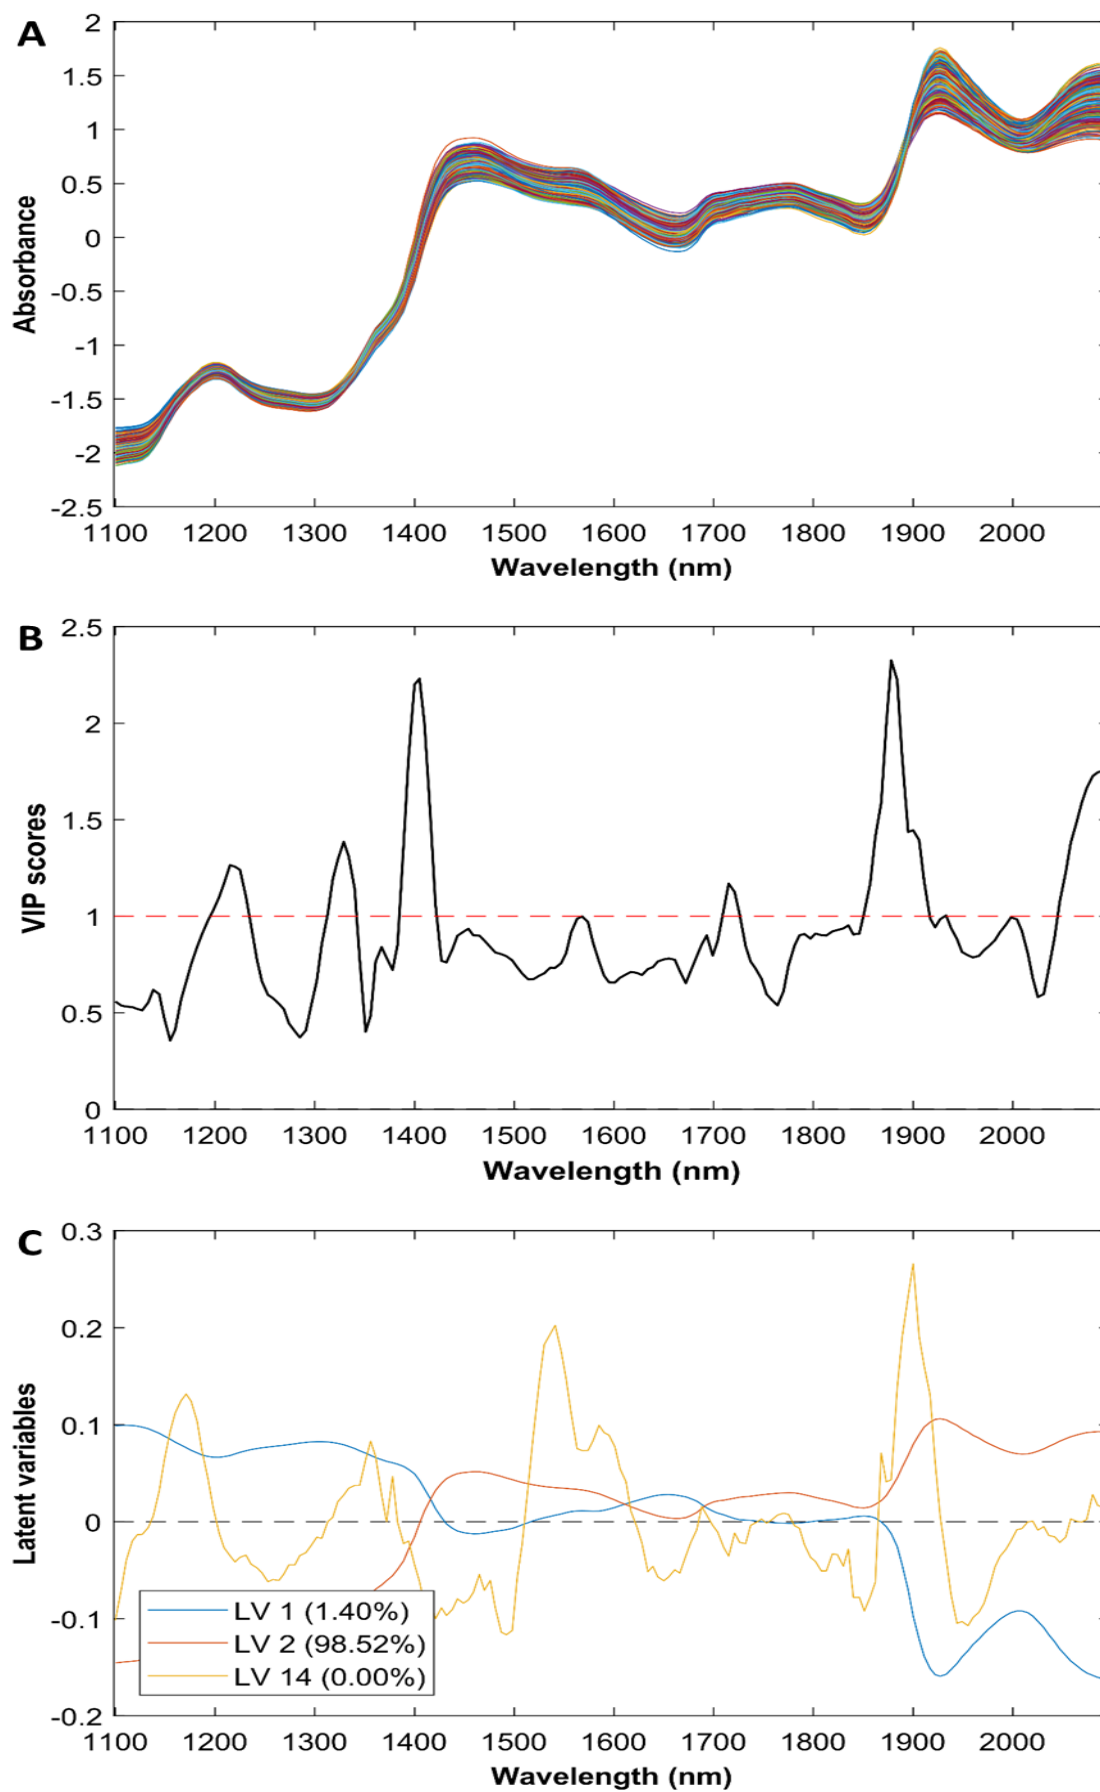 A
2
1.5
1
0.5
0
-0.5
-1
-1.5
-2
-2.5
Absorbance
1100 1200 1300 1400 1500 1600 1700 1800 1900 2000
Wavelength (nm)
B
2.5
2
1.5
1
0.5
0
VIP scores
1100 1200 1300 1400 1500 1600 1700 1800 1900 2000
Wavelength (nm)
C
0.3
0.2
0.1
0
-0.1
-0.2
Latent variables
LV 1 (1.40%)
LV 2 (98.52%)
LV 14 (0.00%)
1100 1200 1300 1400 1500 1600 1700 1800 1900 2000
Wavelength (nm)